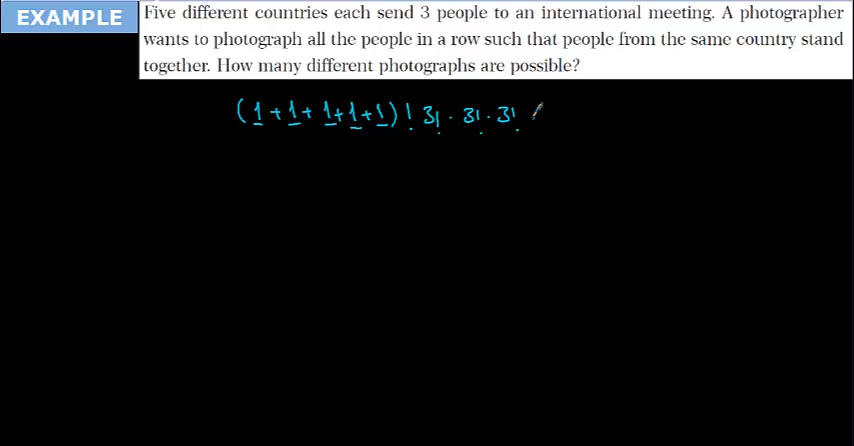 EXAMPLE
Five different countries each send 3 people to an international meeting. A photographer
wants to photograph all the people in a row such that people from the same country stand
together. How many different photographs are possible?
(1+1+1+1+1)! 3! · 3! · 3!